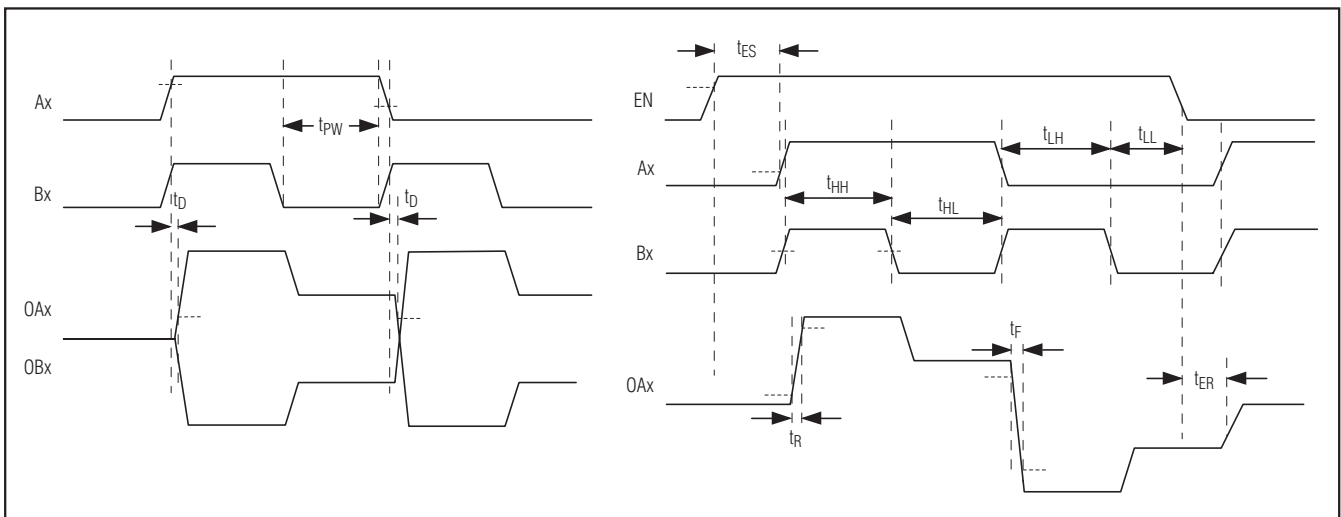 Ax
tPW
Bx
tD
tD
OAx
OBx
tES
EN
tLH
tLL
Ax
tHH
tHL
Bx
tF
OAx
tER
tR